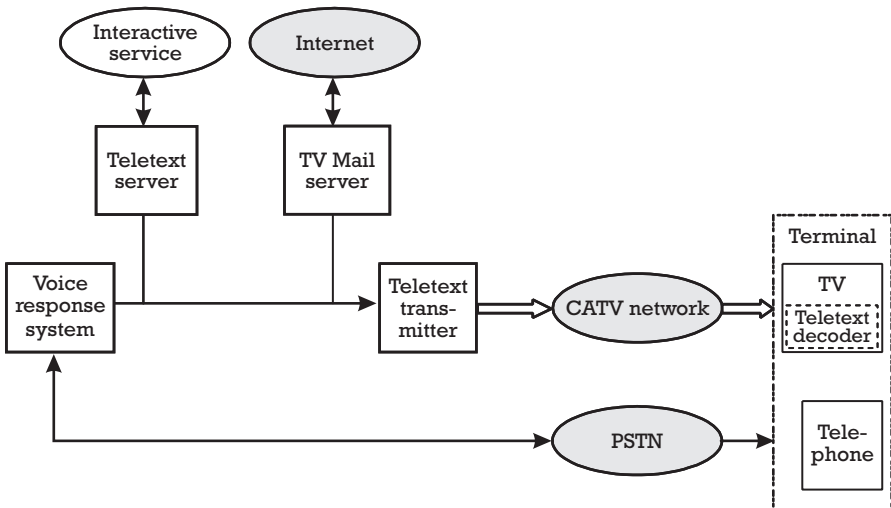 Interactive
service
Internet
Teletext
server
TV Mail
server
Terminal
Voice
response
system
Teletext
trans-
mitter
CATV network
TV
Teletext
decoder
PSTN
Tele-
phone